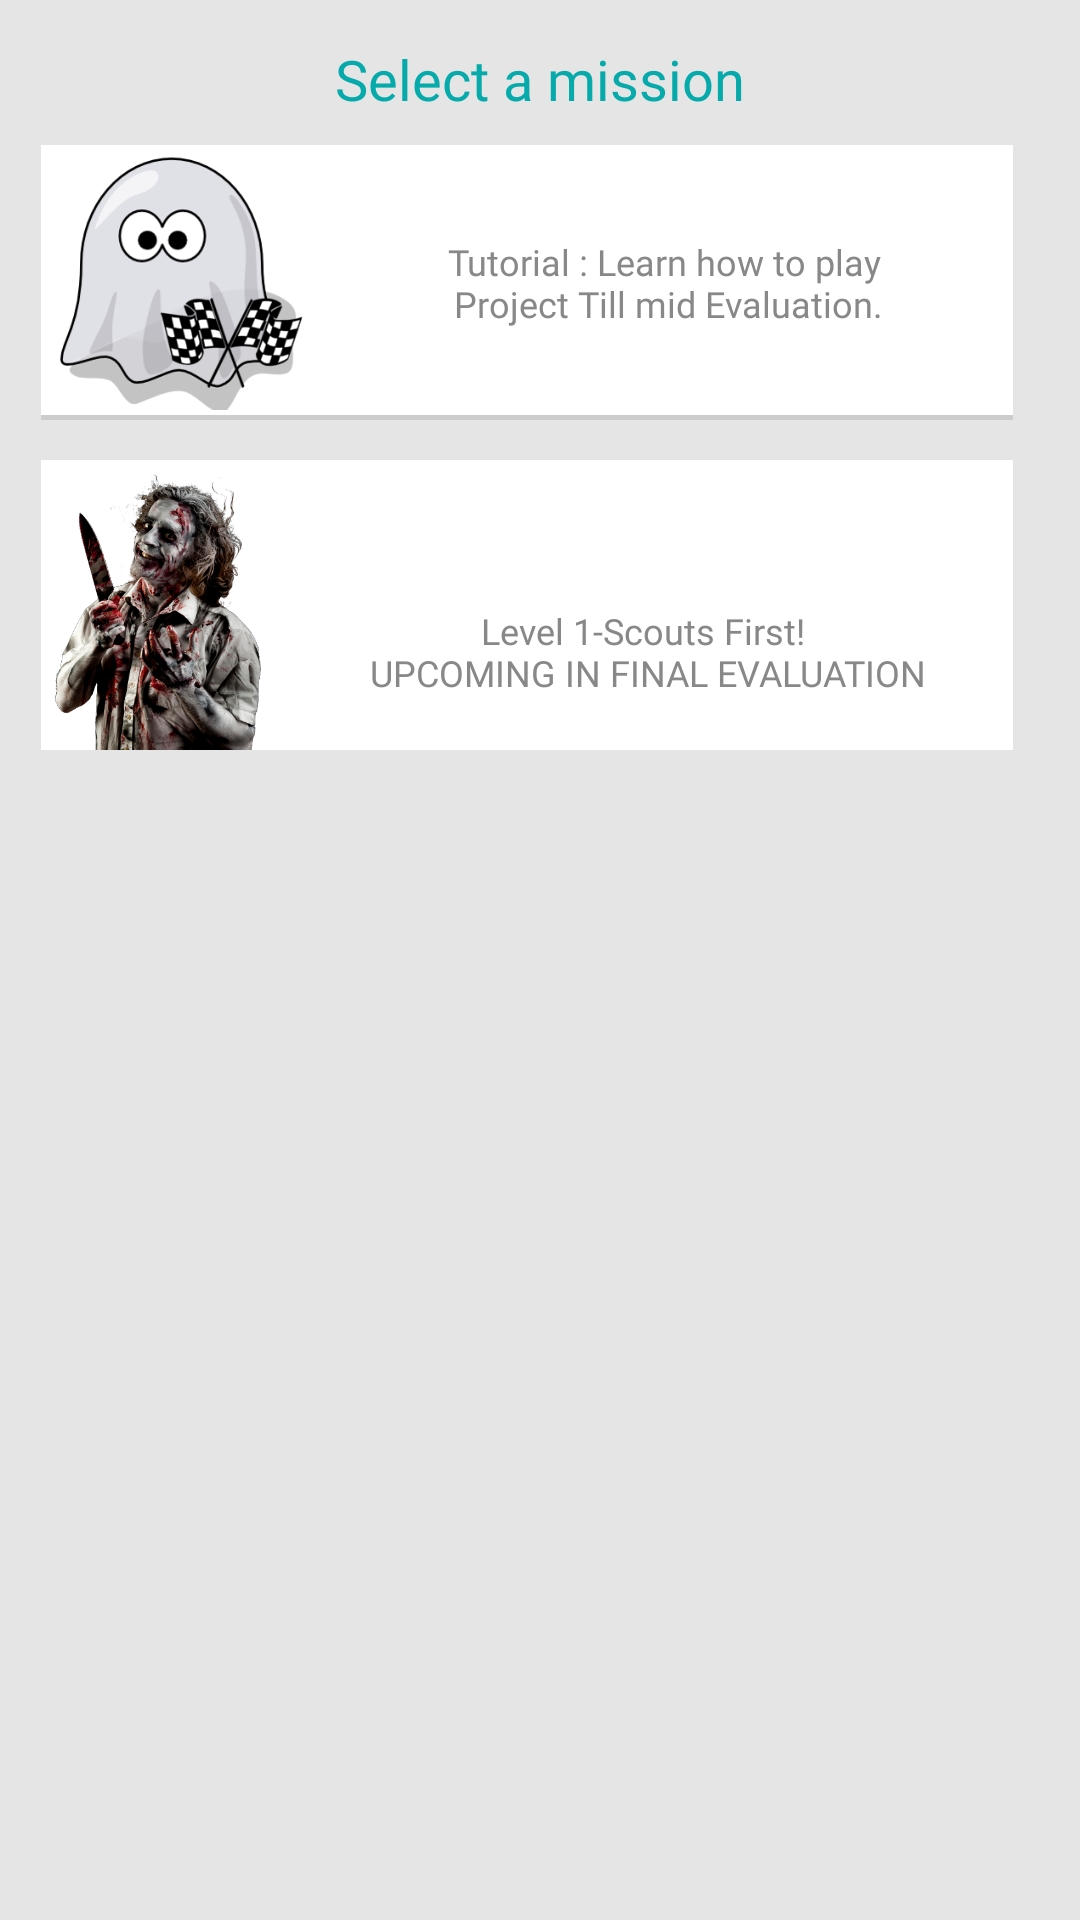 Select a mission
Tutorial : Learn how to play
Project Till mid Evaluation.
Level 1-Scouts First!
UPCOMING IN FINAL EVALUATION